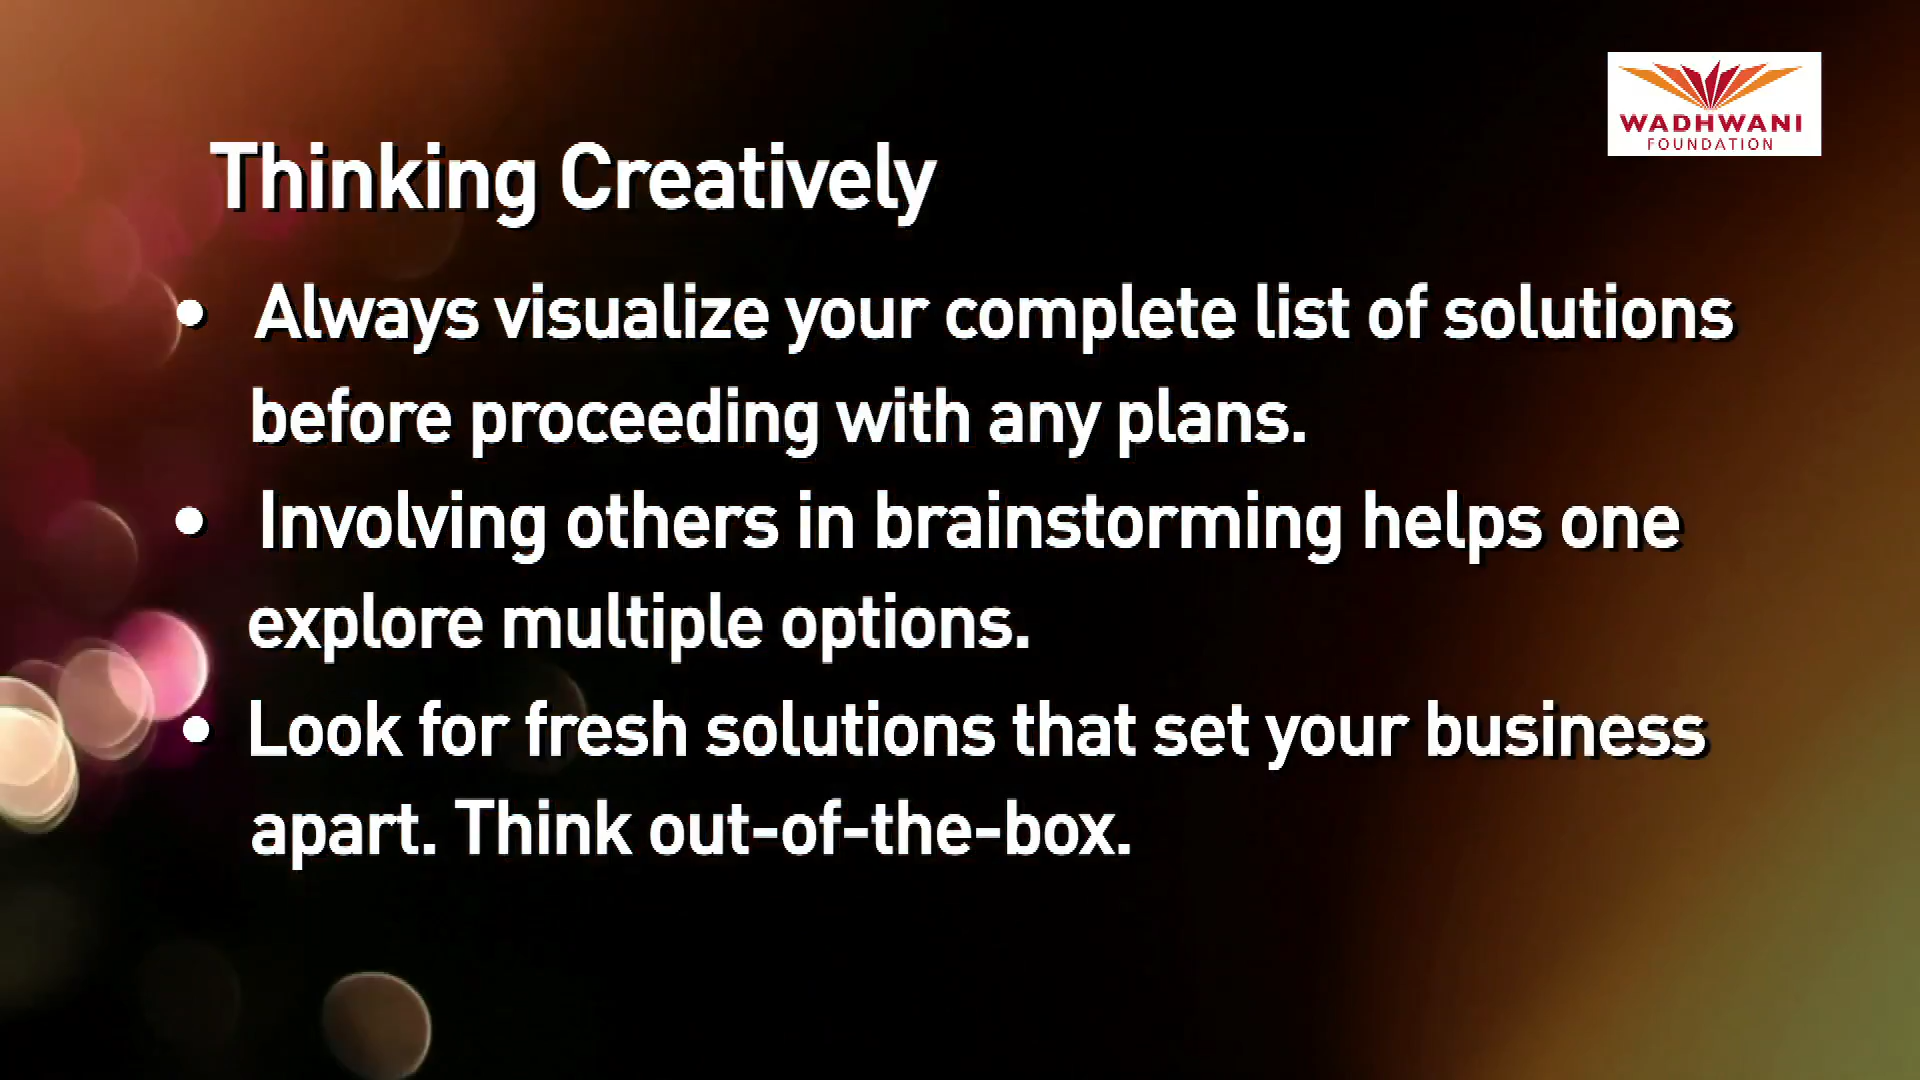 WADHWANI
FOUNDATION
Thinking Creatively
• Always visualize your complete list of solutions
before proceeding with any plans.
• Involving others in brainstorming helps one
explore multiple options.
• Look for fresh solutions that set your business
apart. Think out-of-the-box.